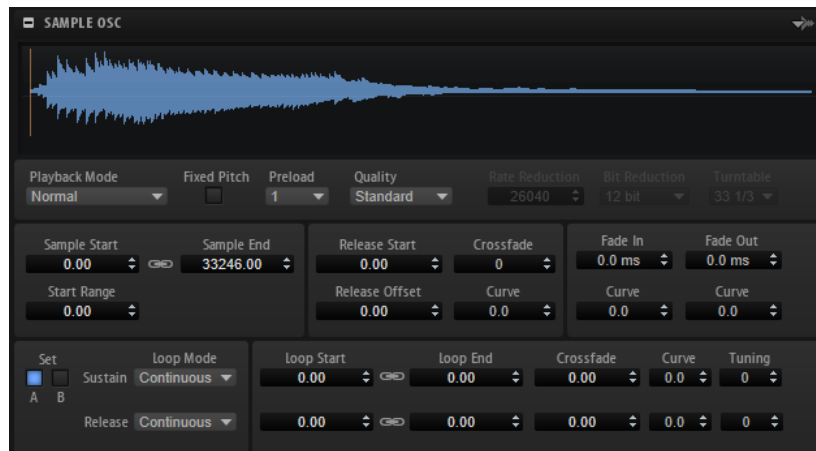 SAMPLE OSC
Playback Mode Fixed Pitch Preload Quality Rate Reduction Bit Reduction Turntable
Normal 1 Standard 26040 12 bit 33 1/3
Sample Start Sample End Release Start Crossfade Fade In Fade Out
0.00 33246.00 0.00 0 0.0 ms 0.0 ms
Start Range Release Offset Curve Curve Curve
0.00 0.00 0.0 0.0 0.0
Set Loop Mode Loop Start Loop End Crossfade Curve Tuning
Sustain Continuous 0.00 0.00 0.00 0.0 0
A B
Release Continuous 0.00 0.00 0.00 0.0 0